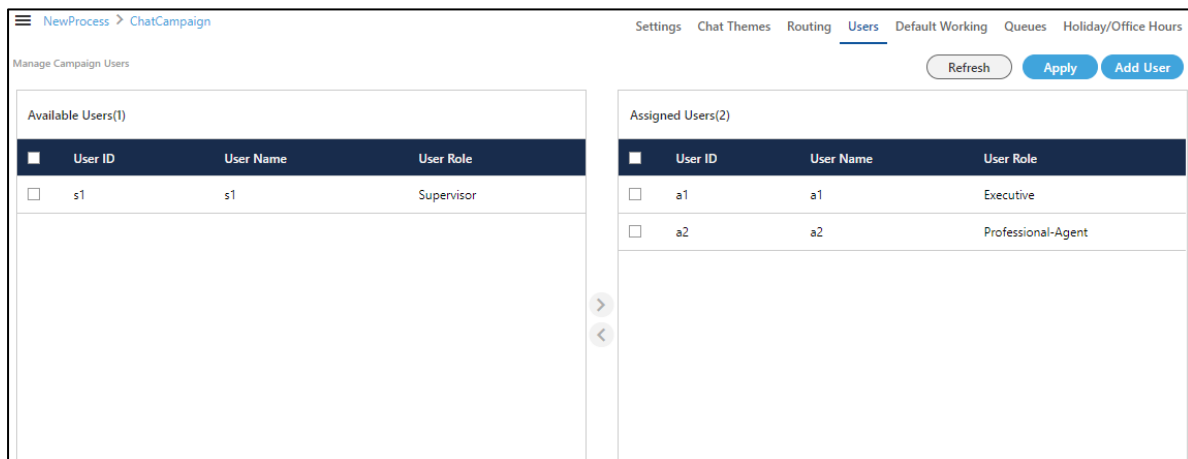 NewProcess > ChatCampaign
Settings Chat Themes Routing Users Default Working Queues Holiday/Office Hours
Manage Campaign Users
Refresh Apply Add User
Available Users(1)
User ID User Name User Role
s1 s1 Supervisor
Assigned Users(2)
User ID User Name User Role
a1 a1 Executive
a2 a2 Professional-Agent